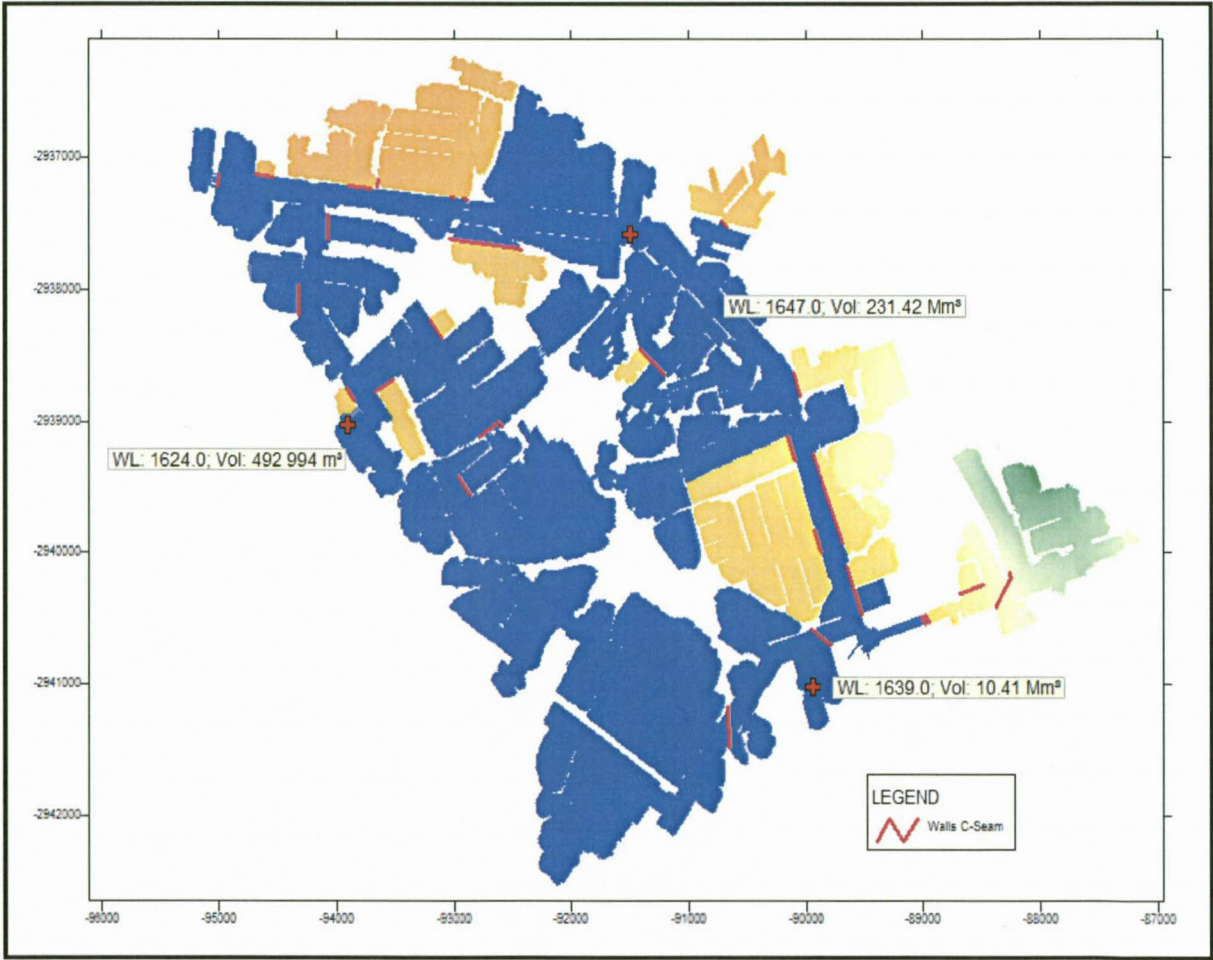 -2937000
-2938000
WL: 1647.0; Vol: 231.42 Mm³
-2939000
WL: 1624.0; Vol: 492 994 m³
-2940000
-2941000
WL: 1639.0; Vol: 10.41 Mm³
-2942000
LEGEND
Walls C-Seam
-96000 -95000 -94000 -93000 -92000 -91000 -90000 -89000 -88000 -87000